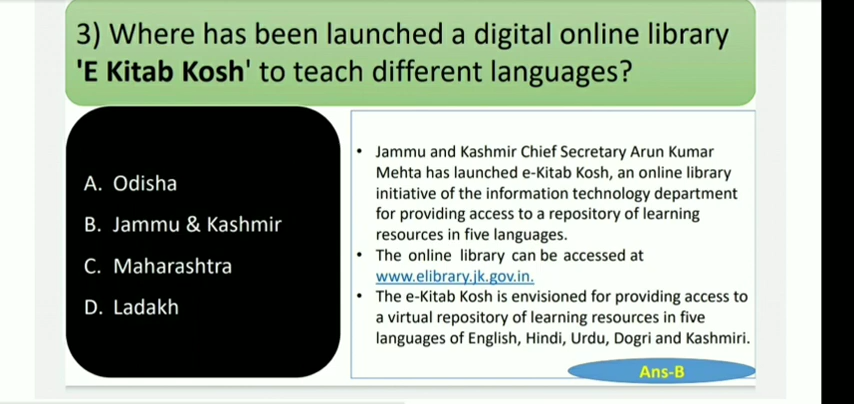 3) Where has been launched a digital online library
'E Kitab Kosh' to teach different languages?
A. Odisha
B. Jammu & Kashmir
C. Maharashtra
D. Ladakh
• Jammu and Kashmir Chief Secretary Arun Kumar
Mehta has launched e-Kitab Kosh, an online library
initiative of the information technology department
for providing access to a repository of learning
resources in five languages.
• The online library can be accessed at
www.elibrary.jk.gov.in.
• The e-Kitab Kosh is envisioned for providing access to
a virtual repository of learning resources in five
languages of English, Hindi, Urdu, Dogri and Kashmiri.
Ans-B